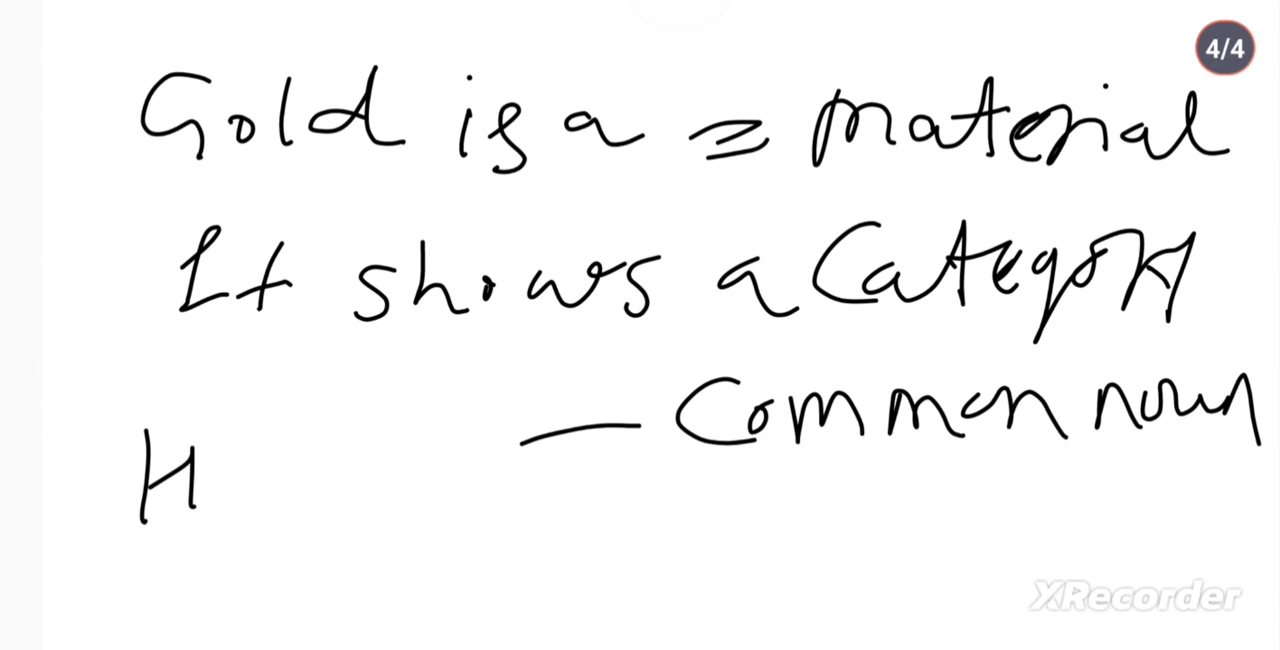 4/4
Gold is a = material
It shows a Category
— Common noun
H
XRecorder